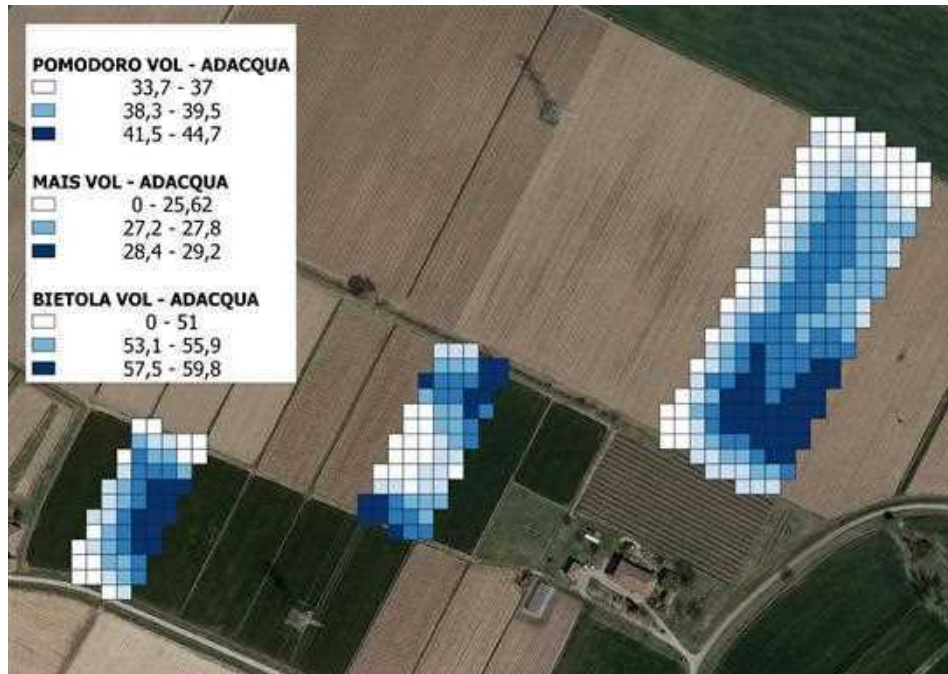 POMODORO VOL - ADACQUA
33,7 - 37
38,3 - 39,5
41,5 - 44,7
MAIS VOL - ADACQUA
0 - 25,62
27,2 - 27,8
28,4 - 29,2
BIETOLA VOL - ADACQUA
0 - 51
53,1 - 55,9
57,5 - 59,8